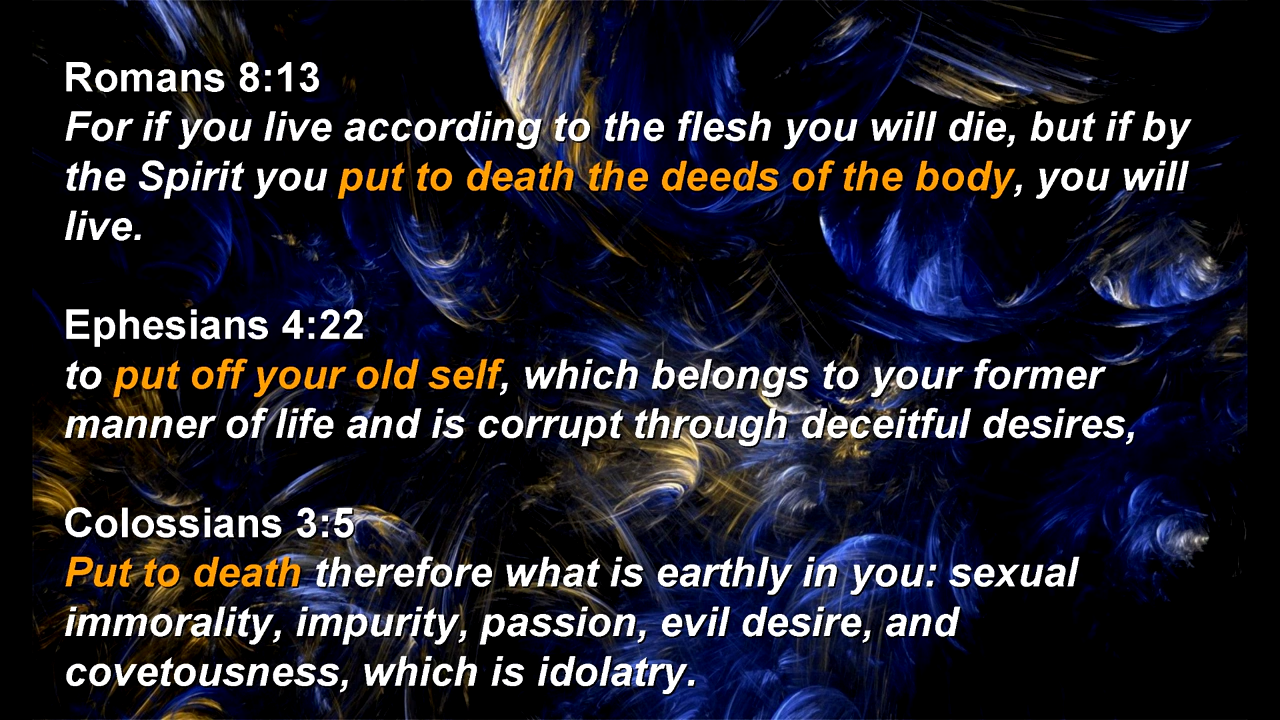 Romans 8:13
For if you live according to the flesh you will die, but if by
the Spirit you put to death the deeds of the body, you will
live.
Ephesians 4:22
to put off your old self, which belongs to your former
manner of life and is corrupt through deceitful desires,
Colossians 3:5
Put to death therefore what is earthly in you: sexual
immorality, impurity, passion, evil desire, and
covetousness, which is idolatry.